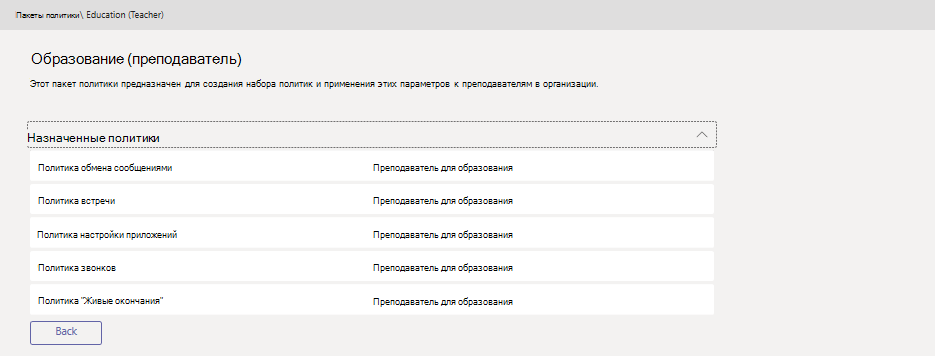 Пакеты политики\ Education (Teacher)
Образование (преподаватель)
Этот пакет политики предназначен для создания набора политик и применения этих параметров к преподавателям в организации.
Назначенные политики
Политика обмена сообщениями Преподаватель для образования
Политика встречи Преподаватель для образования
Политика настройки приложений Преподаватель для образования
Политика звонков Преподаватель для образования
Политика "Живые окончания" Преподаватель для образования
Back